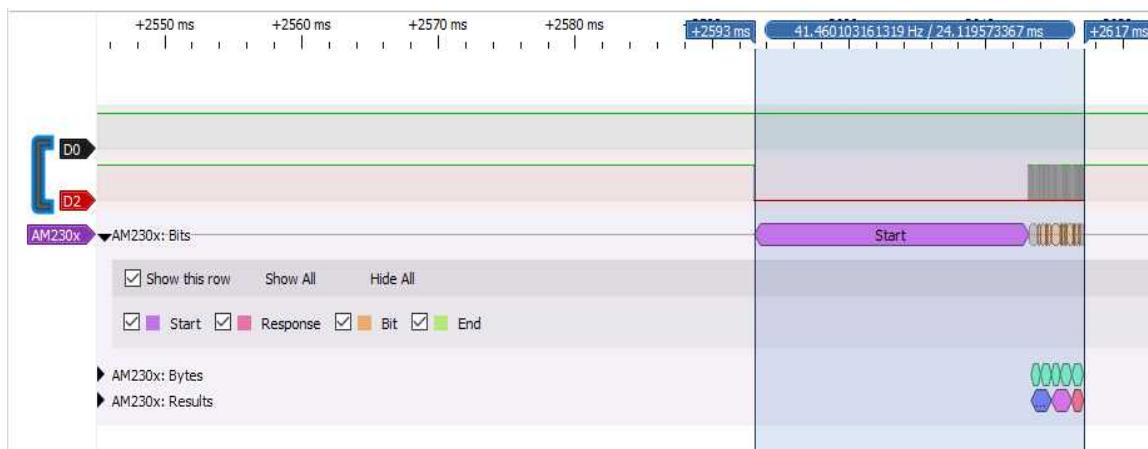 +2550 ms +2560 ms +2570 ms +2580 ms
+2593 ms 41.460103161319 Hz / 24.119573367 ms +2617 ms
D0
D2
AM230x AM230x: Bits Start
Show this row Show All Hide All
Start Response Bit End
AM230x: Bytes
AM230x: Results